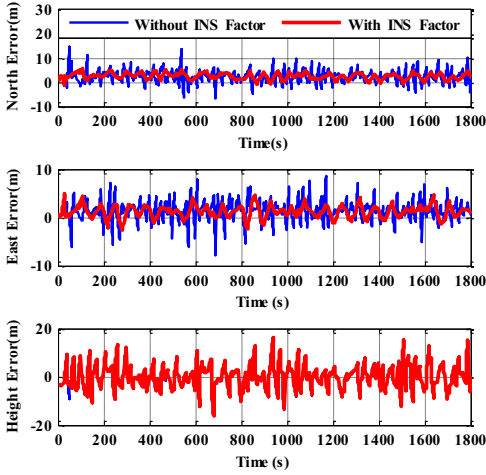 Without INS Factor With INS Factor
North Error(m)
30
20
10
0
-10
0 200 400 600 800 1000 1200 1400 1600 1800
Time(s)
East Error(m)
10
0
-10
0 200 400 600 800 1000 1200 1400 1600 1800
Time (s)
Height Error(m)
20
0
-20
0 200 400 600 800 1000 1200 1400 1600 1800
Time (s)